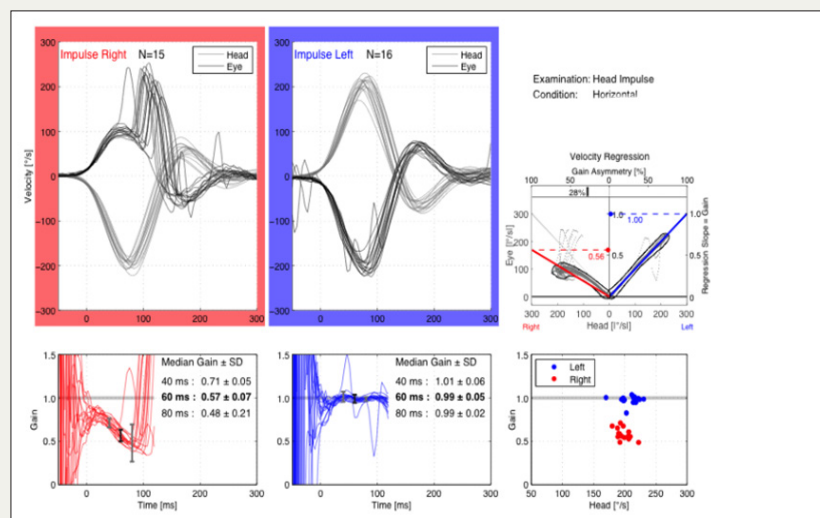 Impulse Right N=15
Head
Eye
300
200
100
0
−100
−200
−300
Velocity [°/s]
0 100 200 300
Impulse Left N=16
Head
Eye
0 100 200 300
Examination: Head Impulse
Condition: Horizontal
Velocity Regression
Gain Asymmetry [%]
100 50 0 50 100
28%
300
200
100
0
Eye [|°/s|]
1.0
0.5
1.00
0.56
1.0
0.5
0.0
Regression Slope = Gain
300 200 100 0 100 200 300
Right Head [|°/s|] Left
1.5
1.0
0.5
0.0
Gain
Median Gain ± SD
40 ms : 0.71 ± 0.05
60 ms : 0.57 ± 0.07
80 ms : 0.48 ± 0.21
0 100 200 300
Time [ms]
1.5
1.0
0.5
0.0
Median Gain ± SD
40 ms : 1.01 ± 0.06
60 ms : 0.99 ± 0.05
80 ms : 0.99 ± 0.02
0 100 200 300
Time [ms]
1.5
1.0
0.5
0.0
Gain
Left
Right
50 100 150 200 250 300
Head [°/s]